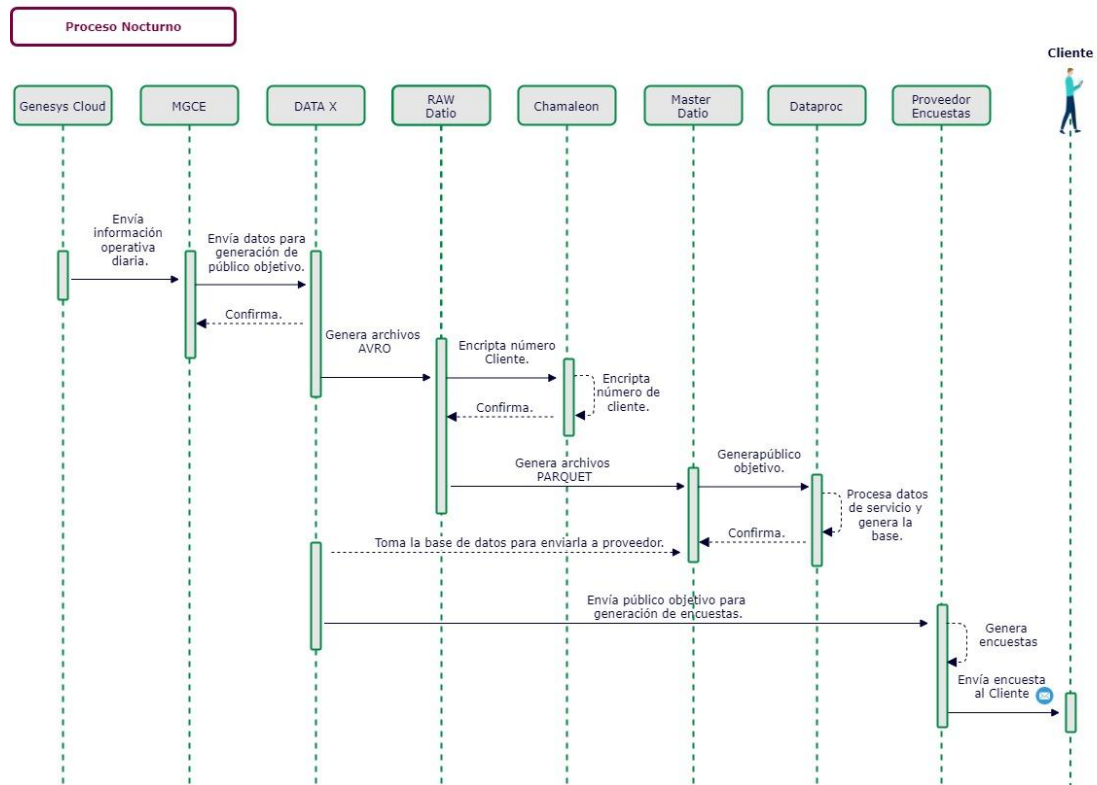 Proceso Nocturno
Cliente
Genesys Cloud
MGCE
DATA X
RAW
Datio
Chamaleon
Master
Datio
Dataproc
Proveedor
Encuestas
Envía
información
operativa
diaria.
Envía datos para
generación de
público objetivo.
Confirma.
Genera archivos
AVRO
Encripta número
Cliente.
Encripta
número de
cliente.
Confirma.
Genera archivos
PARQUET
Generapúblico
objetivo.
Procesa datos
de servicio y
genera la
base.
Confirma.
Toma la base de datos para enviarla a proveedor.
Envía público objetivo para
generación de encuestas.
Genera
encuestas
Envía encuesta
al Cliente